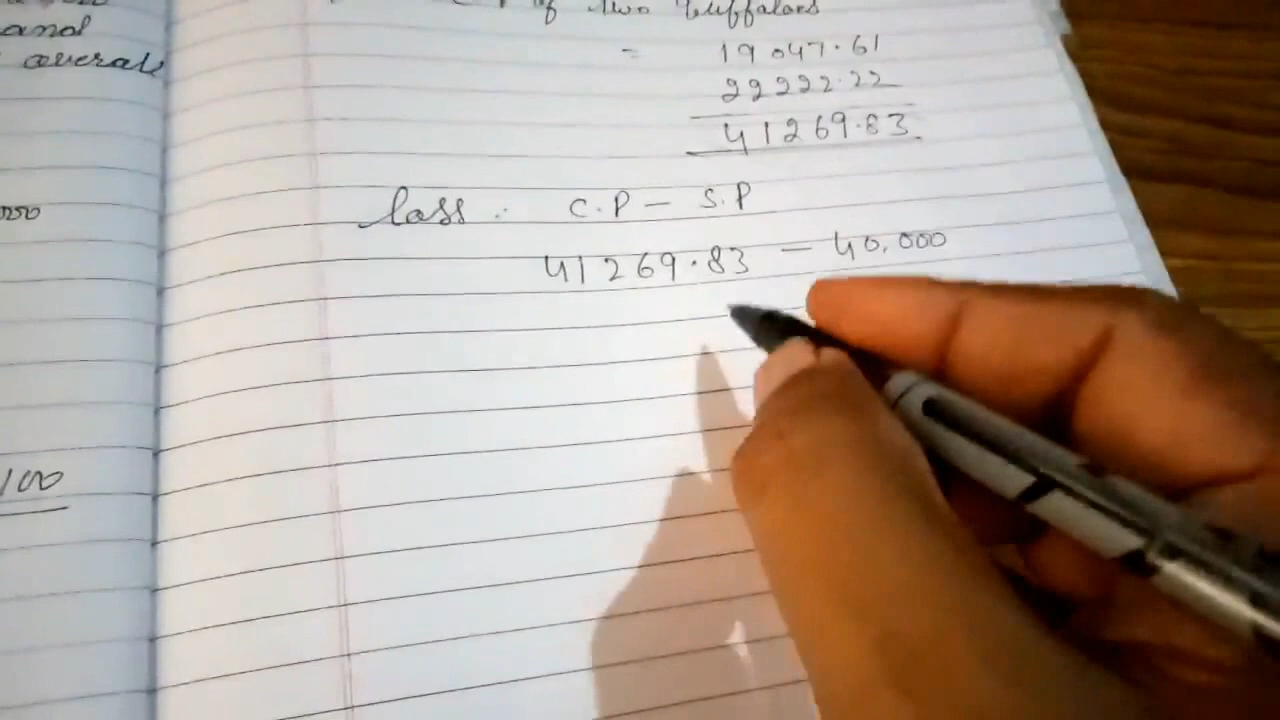 and
overall
100
of two Buffaloes
= 19047.61
22222.22
41269.83
loss : C.P — S.P
41269.83 — 40,000